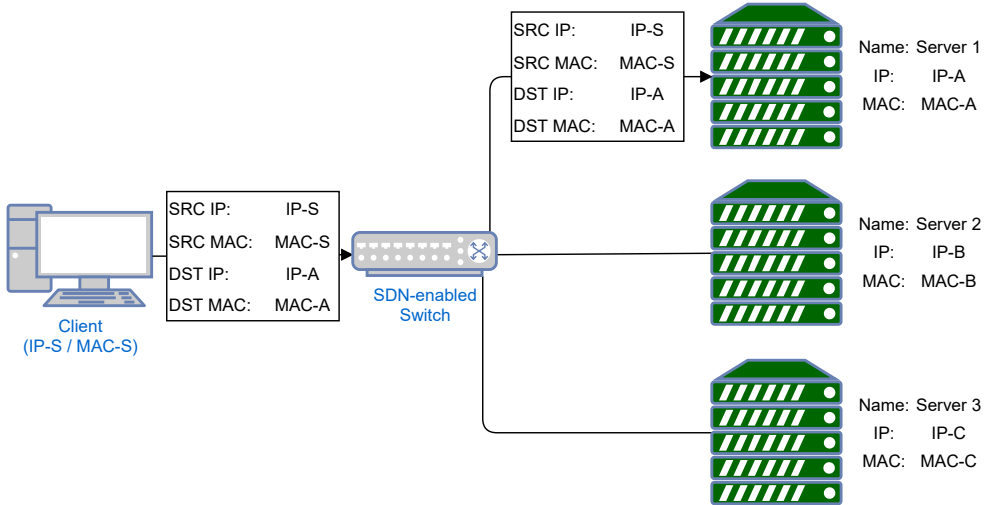 SRC IP: IP-S
SRC MAC: MAC-S
DST IP: IP-A
DST MAC: MAC-A
Name: Server 1
IP: IP-A
MAC: MAC-A
SRC IP: IP-S
SRC MAC: MAC-S
DST IP: IP-A
DST MAC: MAC-A
Client
(IP-S / MAC-S)
SDN-enabled
Switch
Name: Server 2
IP: IP-B
MAC: MAC-B
Name: Server 3
IP: IP-C
MAC: MAC-C